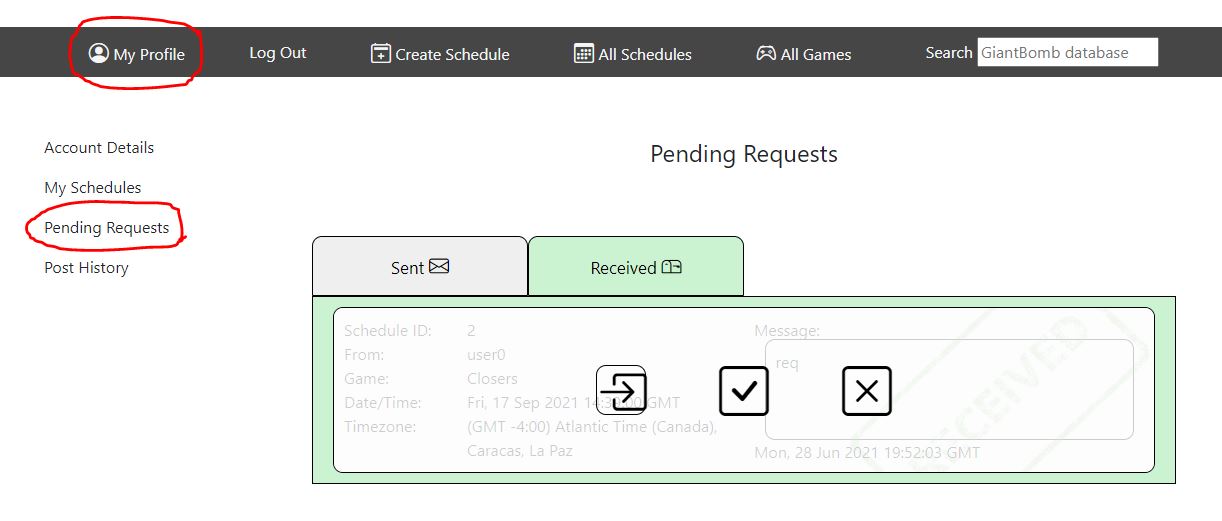 My Profile Log Out Create Schedule All Schedules All Games Search GiantBomb database
Account Details
My Schedules
Pending Requests
Post History
Pending Requests
Sent Received
Schedule ID: 2
From: user0
Game: Closers
Date/Time: Fri, 17 Sep 2021 14:30:00 GMT
Timezone: (GMT -4:00) Atlantic Time (Canada),
Caracas, La Paz
Message:
req
Mon, 28 Jun 2021 19:52:03 GMT
RECEIVED